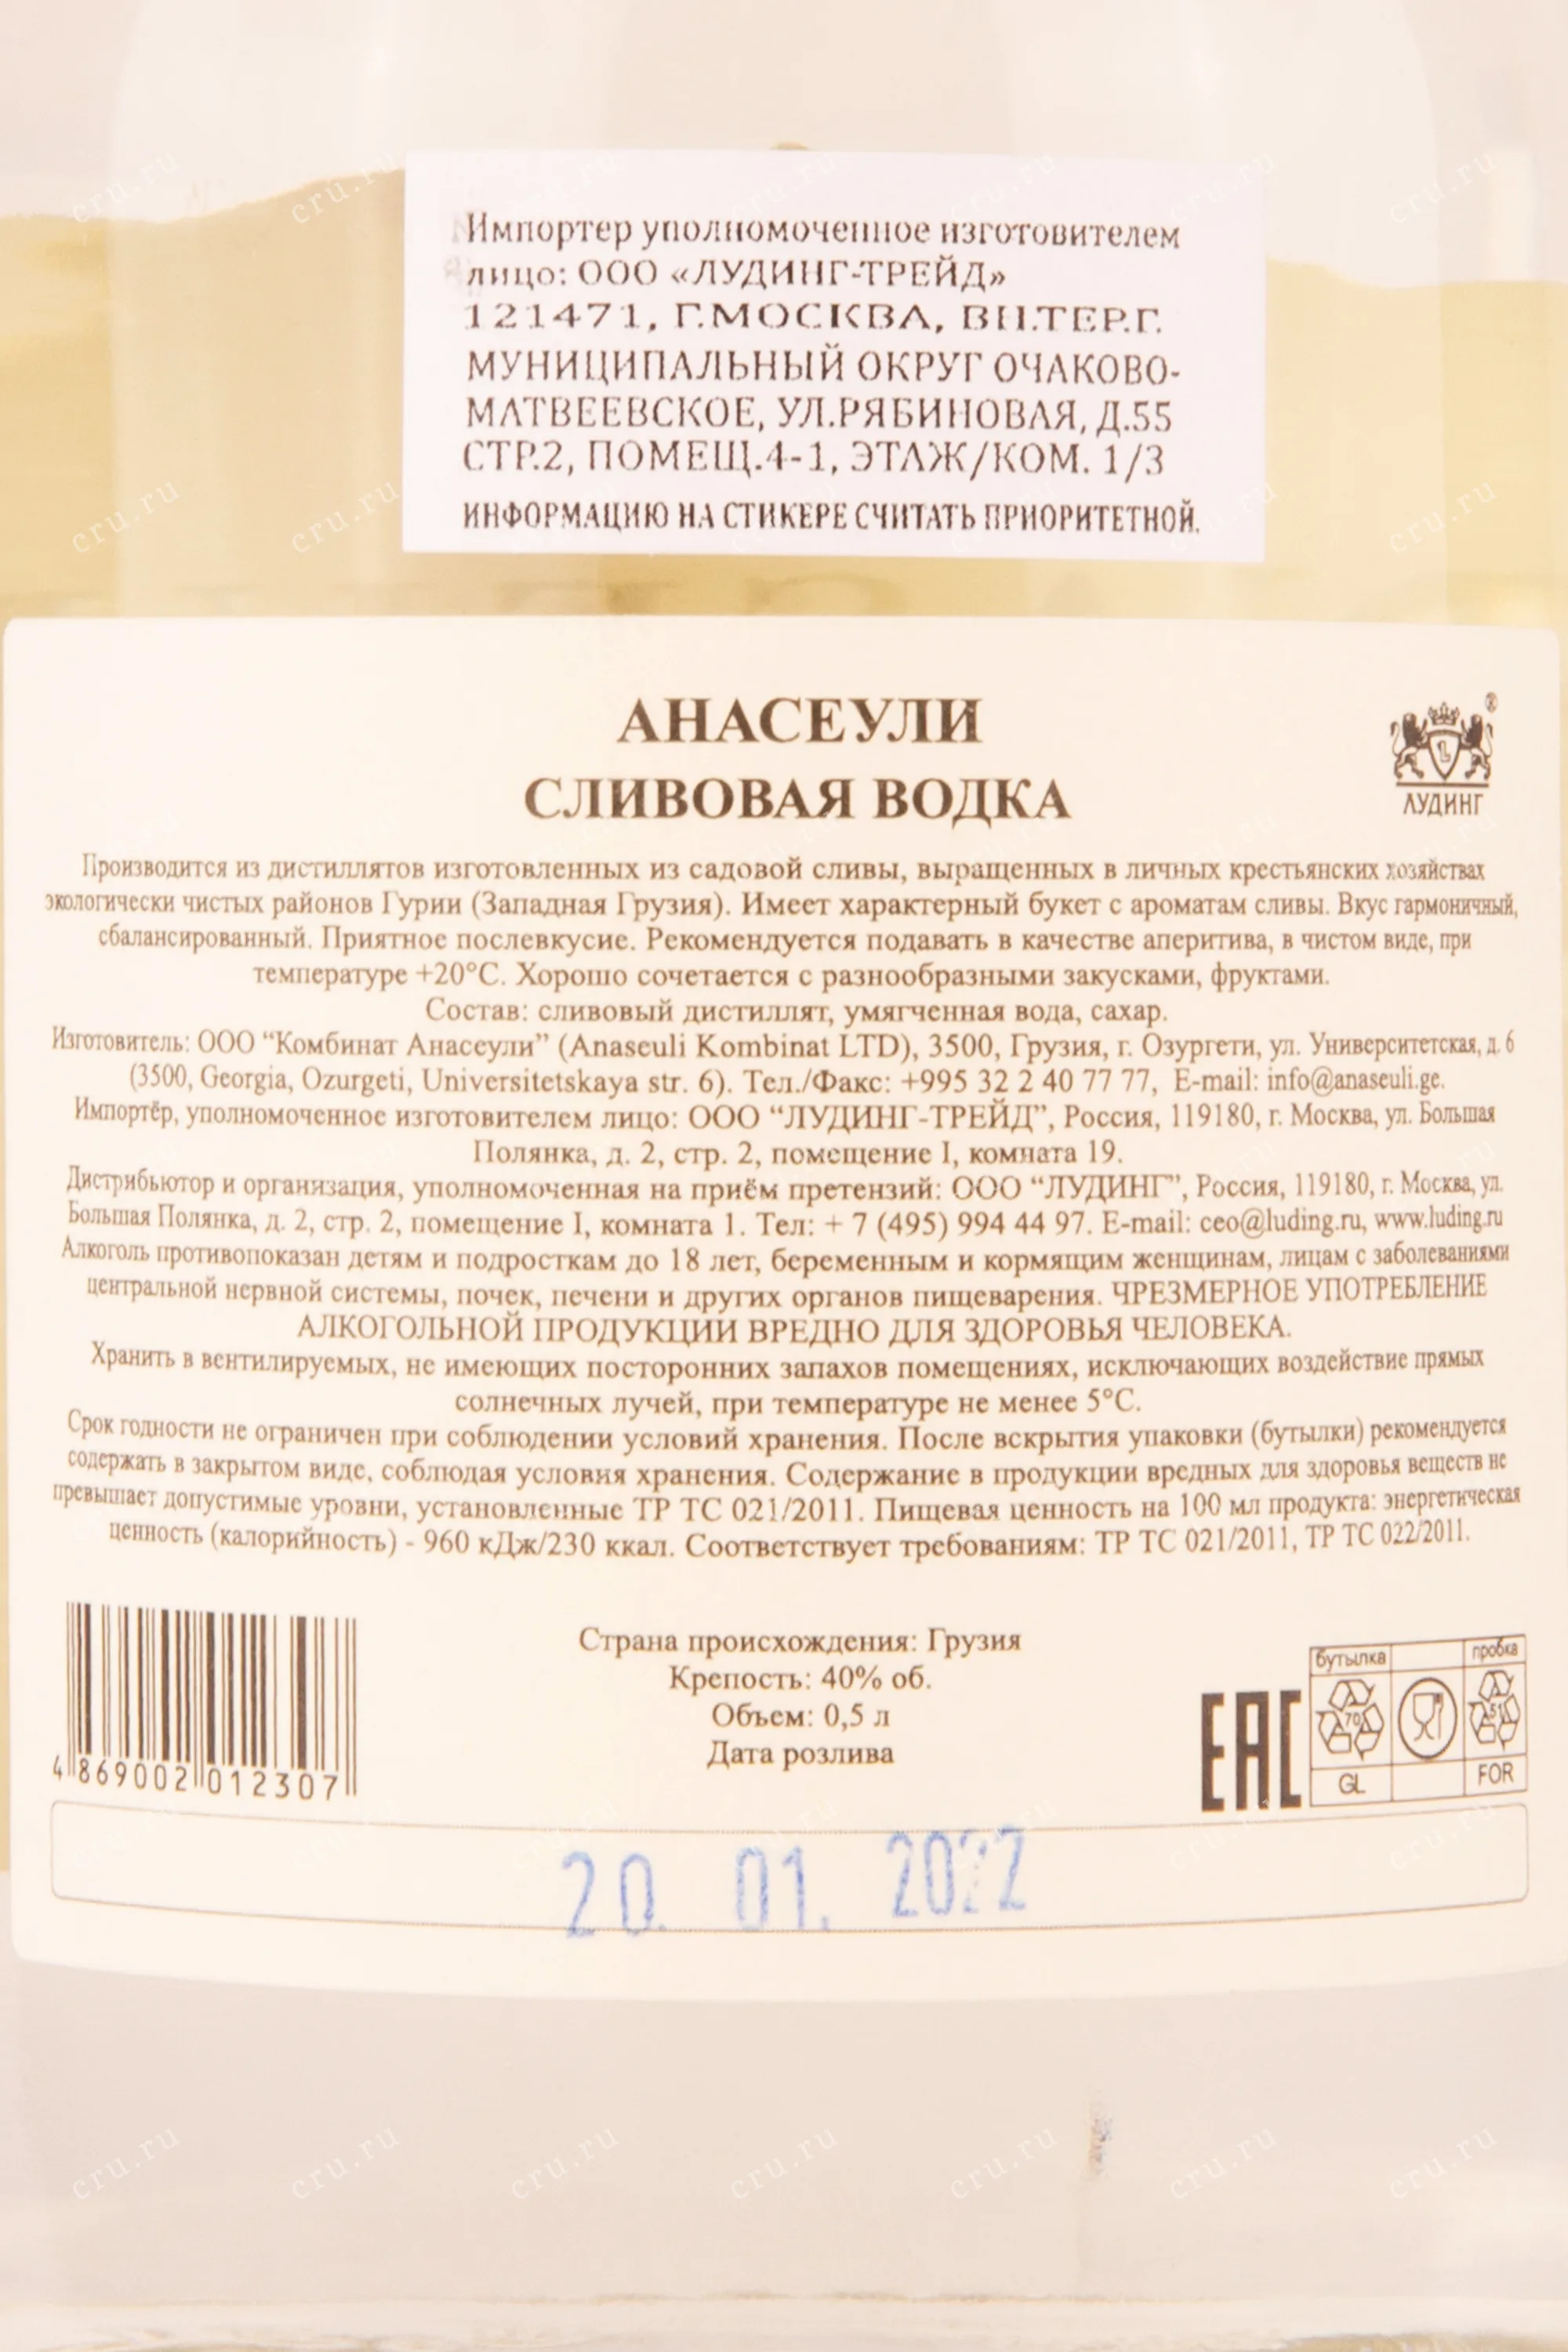 Импортер уполномоченное изготовителем
лицо: ООО «ЛУДИНГ-ТРЕЙД»
121471, Г.МОСКВА, ВН.ТЕР.Г.
МУНИЦИПАЛЬНЫЙ ОКРУГ ОЧАКОВО-
МАТВЕЕВСКОЕ, УЛ.РЯБИНОВАЯ, Д.55
СТР.2, ПОМЕЩ.4-1, ЭТАЖ/КОМ. 1/3
ИНФОРМАЦИЮ НА СТИКЕРЕ СЧИТАТЬ ПРИОРИТЕТНОЙ.
АНАСЕУЛИ
СЛИВОВАЯ ВОДКА
®
L
ЛУДИНГ
Производится из дистиллятов изготовленных из садовой сливы, выращенных в личных крестьянских хозяйствах
экологически чистых районов Гурии (Западная Грузия). Имеет характерный букет с ароматам сливы. Вкус гармоничный,
сбалансированный. Приятное послевкусие. Рекомендуется подавать в качестве аперитива, в чистом виде, при
температуре +20°С. Хорошо сочетается с разнообразными закусками, фруктами.
Состав: сливовый дистиллят, умягченная вода, сахар.
Изготовитель: ООО “Комбинат Анасеули” (Anaseuli Kombinat LTD), 3500, Грузия, г. Озургети, ул. Университетская, д. 6
(3500, Georgia, Ozurgeti, Universitetskaya str. 6). Тел./Факс: +995 32 2 40 77 77, E-mail: info@anaseuli.ge.
Импортёр, уполномоченное изготовителем лицо: ООО “ЛУДИНГ-ТРЕЙД”, Россия, 119180, г. Москва, ул. Большая
Полянка, д. 2, стр. 2, помещение I, комната 19.
Дистрибьютор и организация, уполномоченная на приём претензий: ООО “ЛУДИНГ”, Россия, 119180, г. Москва, ул.
Большая Полянка, д. 2, стр. 2, помещение I, комната 1. Тел: + 7 (495) 994 44 97. E-mail: ceo@luding.ru, www.luding.ru
Алкоголь противопоказан детям и подросткам до 18 лет, беременным и кормящим женщинам, лицам с заболеваниями
центральной нервной системы, почек, печени и других органов пищеварения. ЧРЕЗМЕРНОЕ УПОТРЕБЛЕНИЕ
АЛКОГОЛЬНОЙ ПРОДУКЦИИ ВРЕДНО ДЛЯ ЗДОРОВЬЯ ЧЕЛОВЕКА.
Хранить в вентилируемых, не имеющих посторонних запахов помещениях, исключающих воздействие прямых
солнечных лучей, при температуре не менее 5°С.
Срок годности не ограничен при соблюдении условий хранения. После вскрытия упаковки (бутылки) рекомендуется
содержать в закрытом виде, соблюдая условия хранения. Содержание в продукции вредных для здоровья веществ не
превышает допустимые уровни, установленные ТР ТС 021/2011. Пищевая ценность на 100 мл продукта: энергетическая
ценность (калорийность) - 960 кДж/230 ккал. Соответствует требованиям: ТР ТС 021/2011, ТР ТС 022/2011.
Страна происхождения: Грузия
Крепость: 40% об.
Объем: 0,5 л
Дата розлива
4 869002 012307
EAC
бутылка пробка
70 51
GL FOR
20. 01. 2022
cru.ru